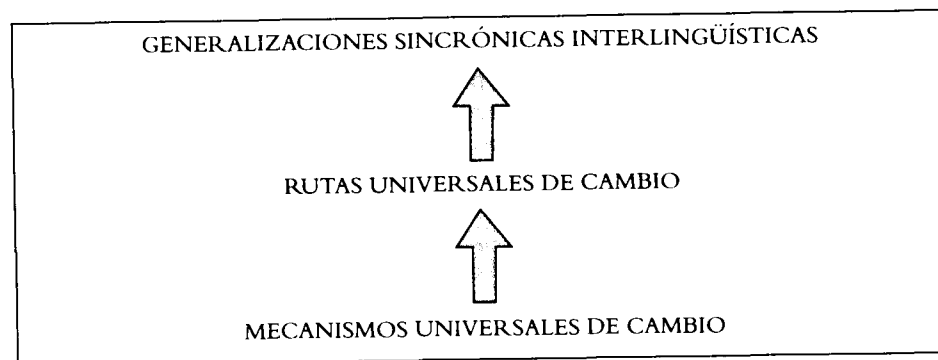 GENERALIZACIONES SINCRÓNICAS INTERLINGÜÍSTICAS
RUTAS UNIVERSALES DE CAMBIO
MECANISMOS UNIVERSALES DE CAMBIO